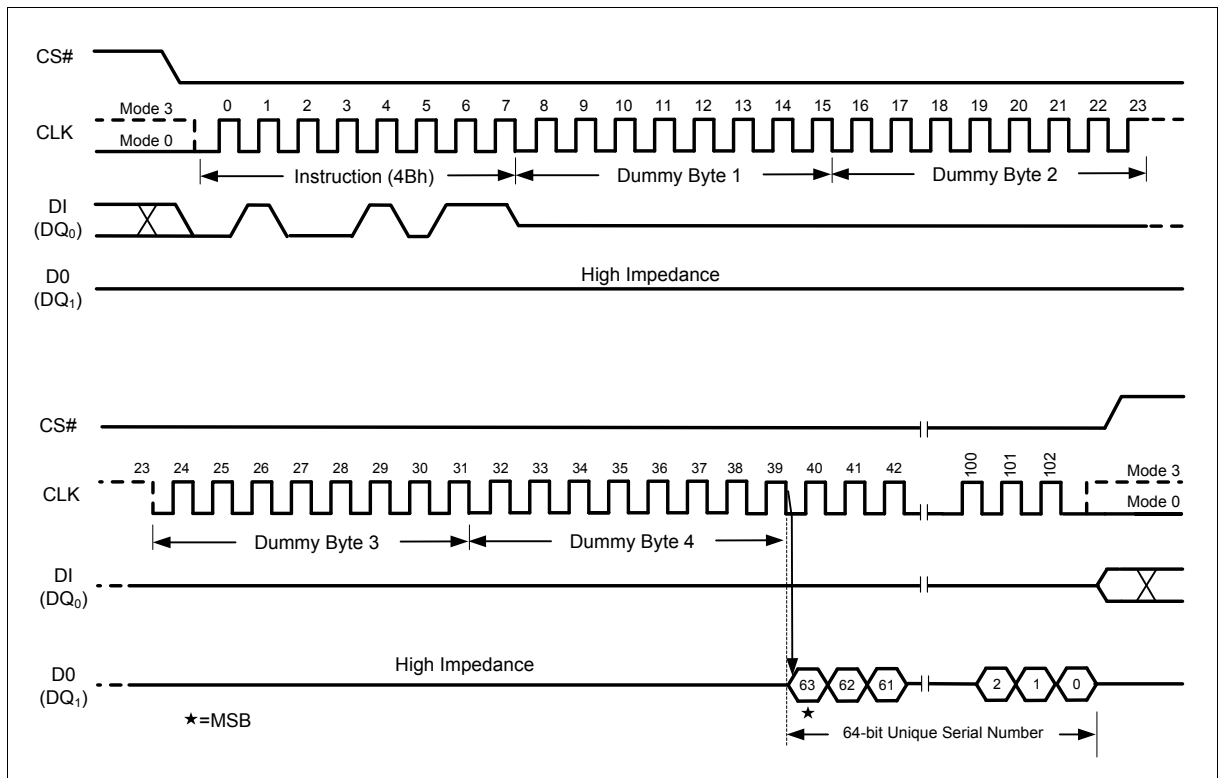 CS#
Mode 3
0 1 2 3 4 5 6 7 8 9 10 11 12 13 14 15 16 17 18 19 20 21 22 23
CLK
Mode 0
Instruction (4Bh) Dummy Byte 1 Dummy Byte 2
DI
(DQ0)
D0
(DQ1)
High Impedance
CS#
23 24 25 26 27 28 29 30 31 32 33 34 35 36 37 38 39 40 41 42 100 101 102
Mode 3
CLK
Mode 0
Dummy Byte 3 Dummy Byte 4
DI
(DQ0)
High Impedance
D0
(DQ1)
63 62 61 2 1 0
★=MSB
★
64-bit Unique Serial Number